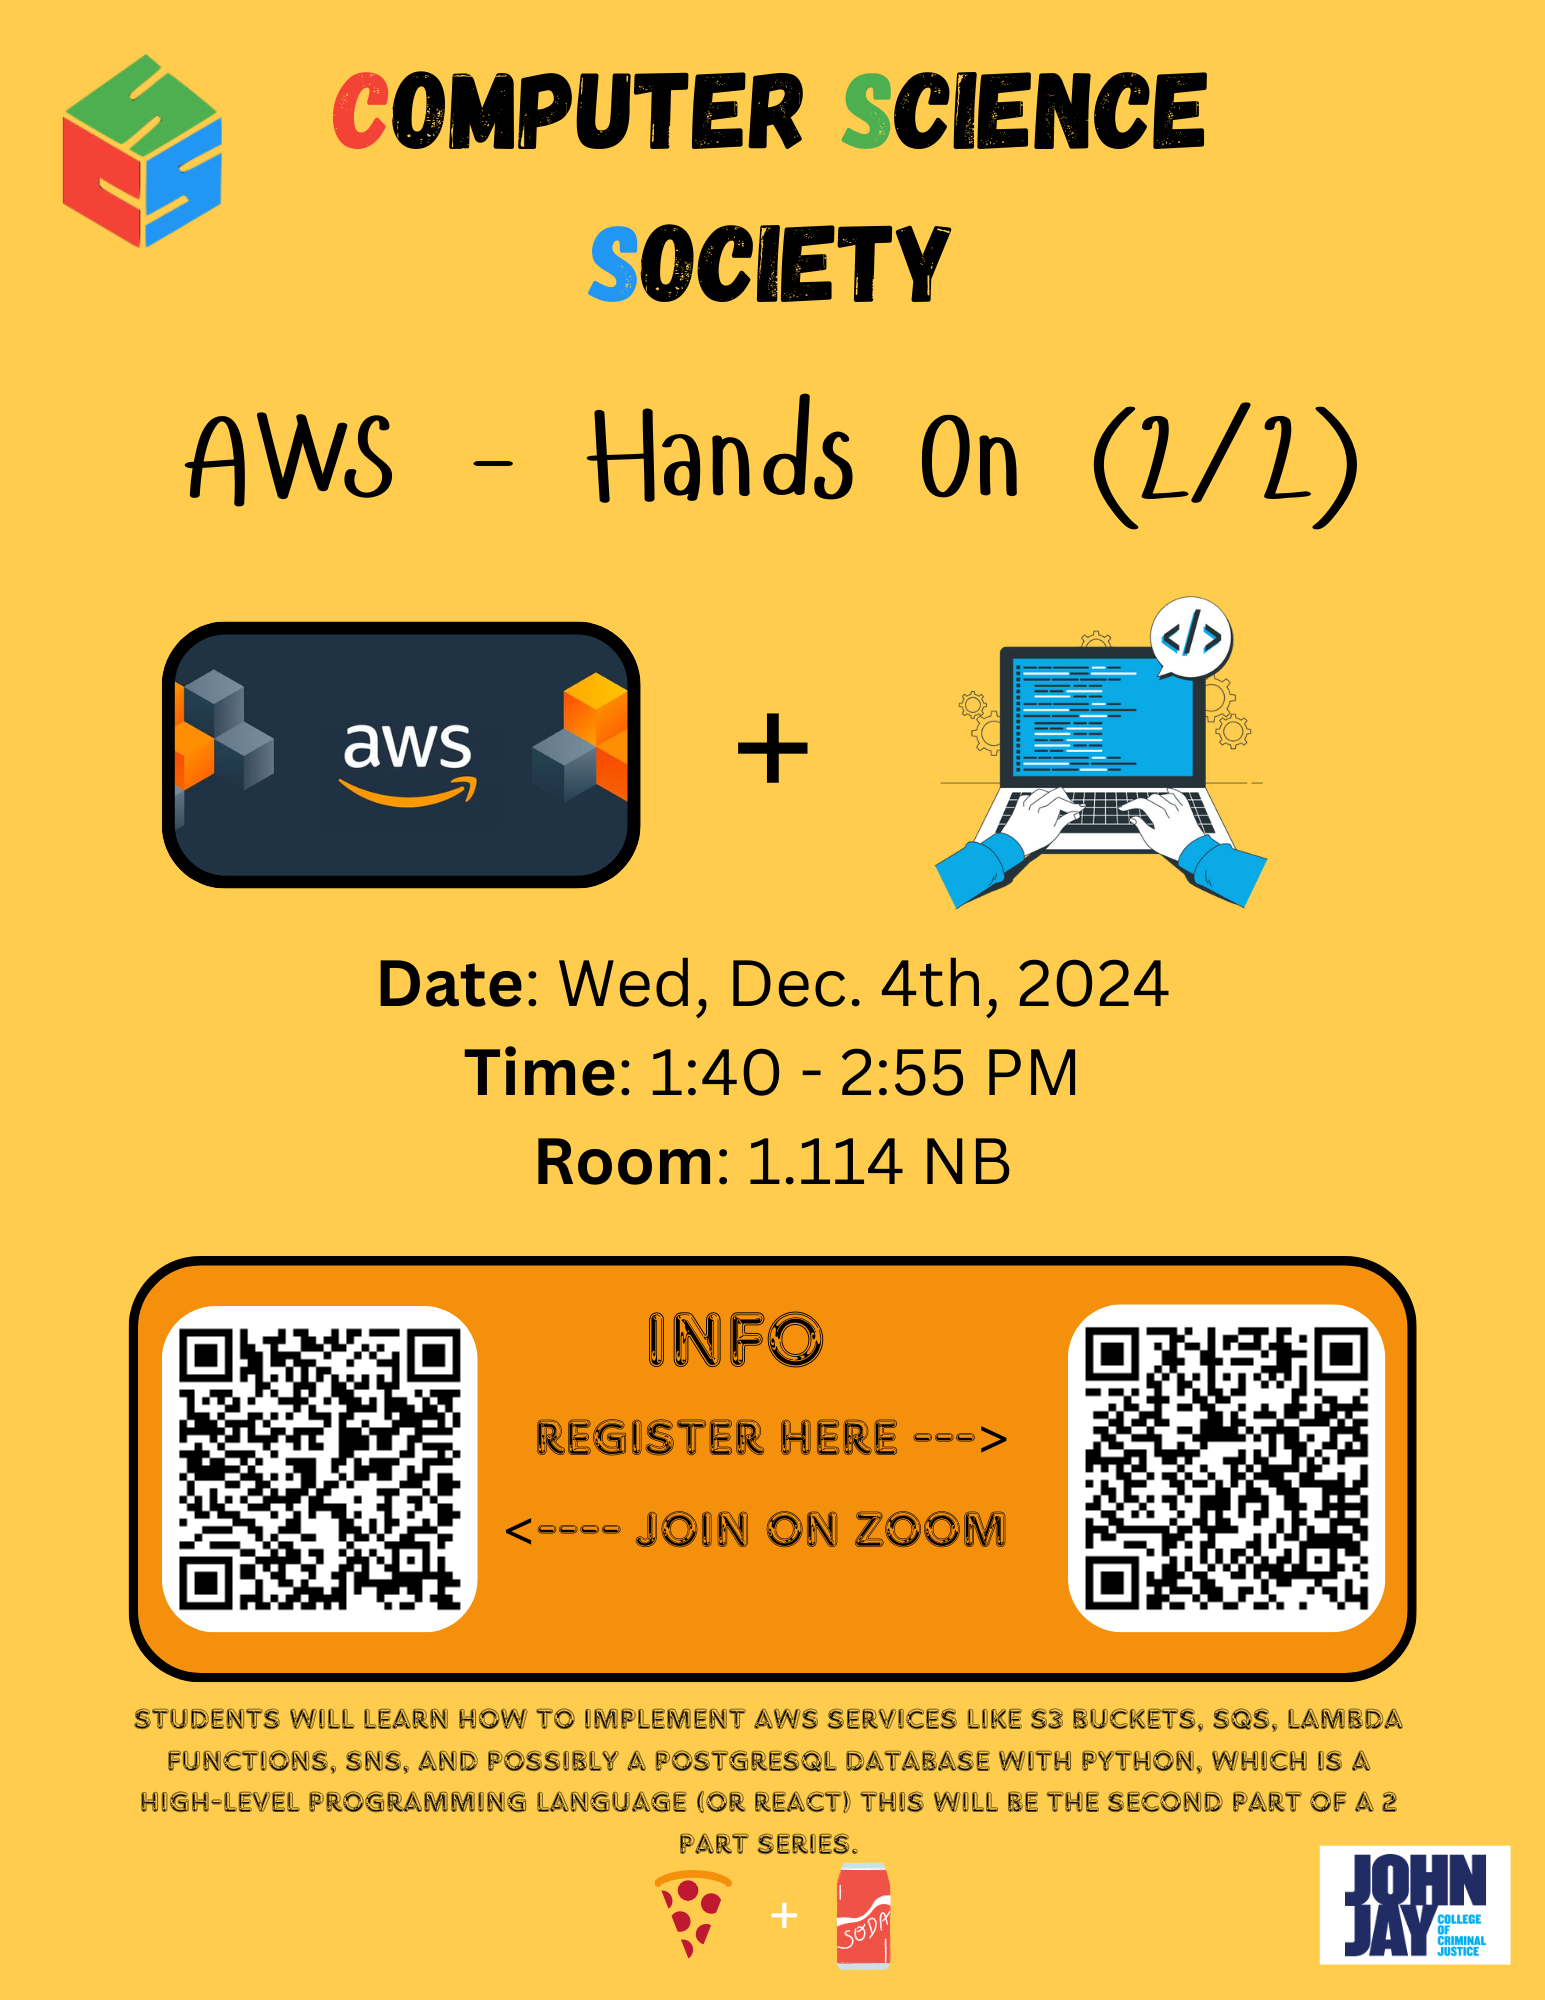 COMPUTER SCIENCE
SOCIETY
AWS - Hands On (2/2)
</>
aws
+
Date: Wed, Dec. 4th, 2024
Time: 1:40 - 2:55 PM
Room: 1.114 NB
INFO
REGISTER HERE --->
<---- JOIN ON ZOOM
STUDENTS WILL LEARN HOW TO IMPLEMENT AWS SERVICES LIKE S3 BUCKETS, SQS, LAMBDA
FUNCTIONS, SNS, AND POSSIBLY A POSTGRESQL DATABASE WITH PYTHON, WHICH IS A
HIGH-LEVEL PROGRAMMING LANGUAGE (OR REACT) THIS WILL BE THE SECOND PART OF A 2
PART SERIES.
+
SODA
JOHN
JAY
COLLEGE
OF
CRIMINAL
JUSTICE